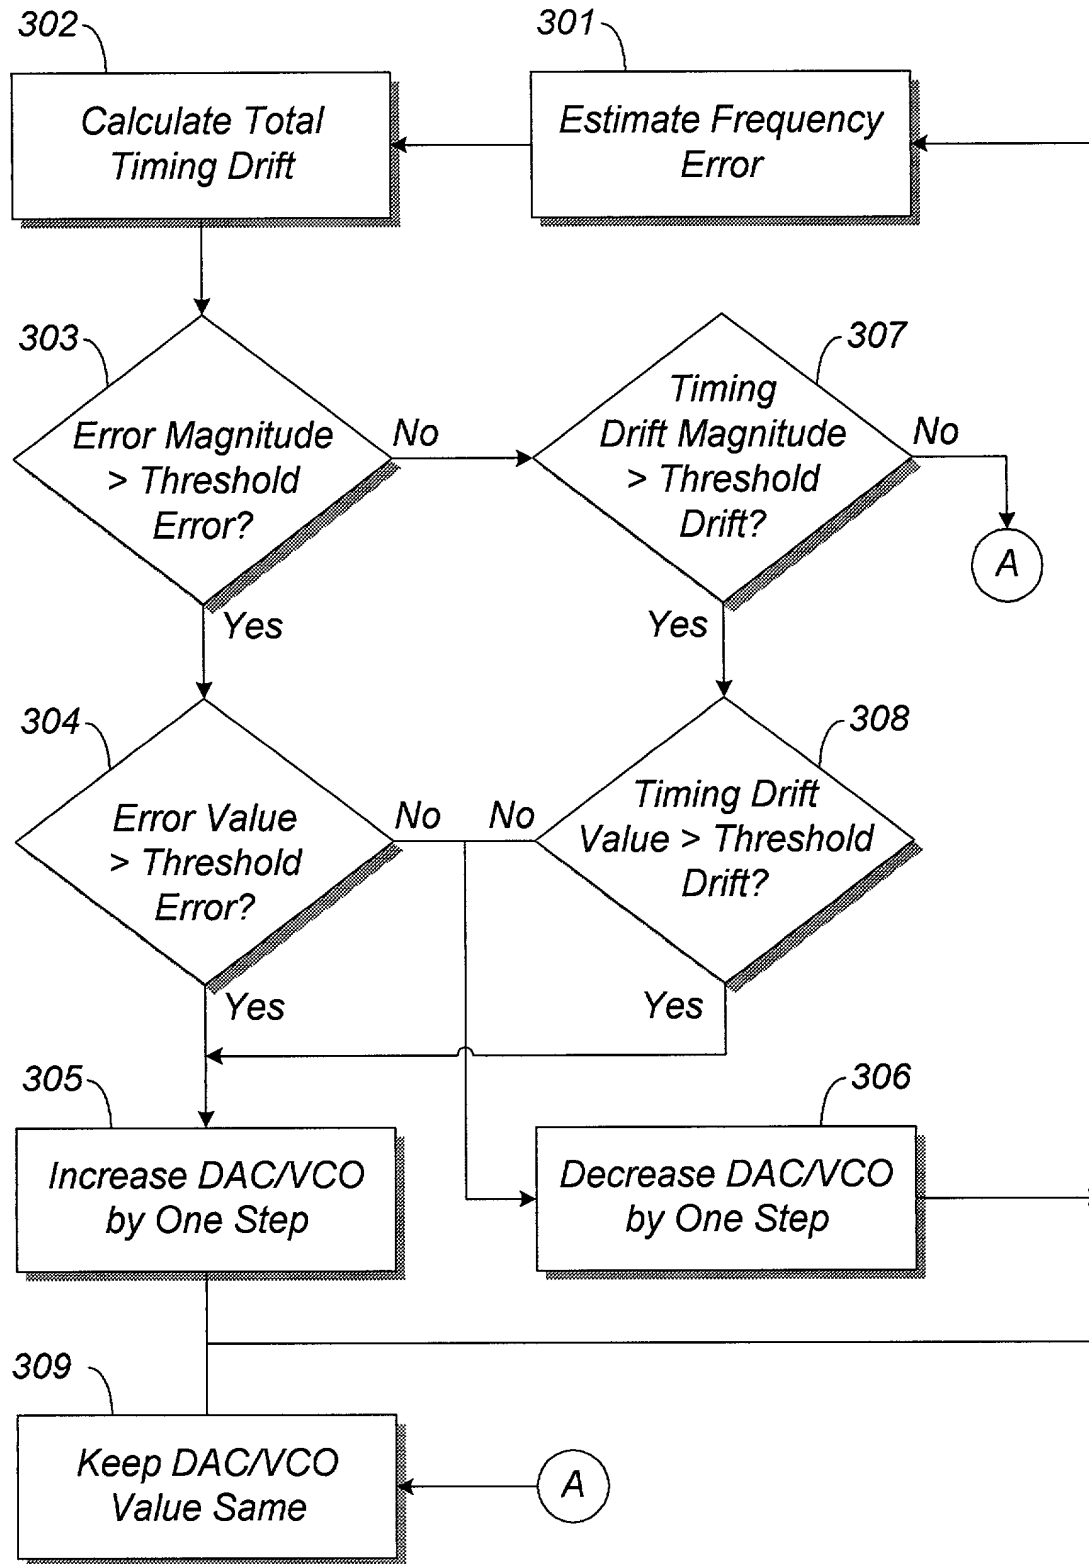 302
301
Calculate Total
Timing Drift
Estimate Frequency
Error
303
307
Error Magnitude
> Threshold
Error?
No
Timing
Drift Magnitude
> Threshold
Drift?
No
A
Yes
Yes
304
308
Error Value
> Threshold
Error?
No
No
Timing Drift
Value > Threshold
Drift?
Yes
Yes
305
306
Increase DAC/VCO
by One Step
Decrease DAC/VCO
by One Step
309
Keep DAC/VCO
Value Same
A